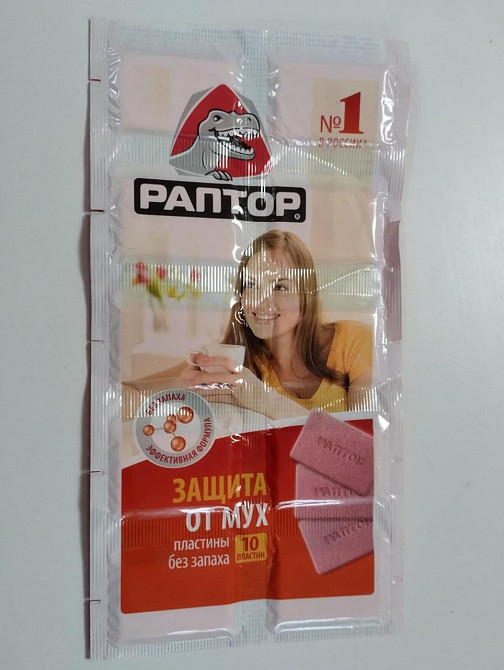 №1
В РОССИИ*
РАПТОР®
БЕЗ ЗАПАХА
ЭФФЕКТИВНАЯ ФОРМУЛА
РАПТОР
РАПТОР
ЗАЩИТА
ОТ МУХ
пластины
без запаха
10
ПЛАСТИН